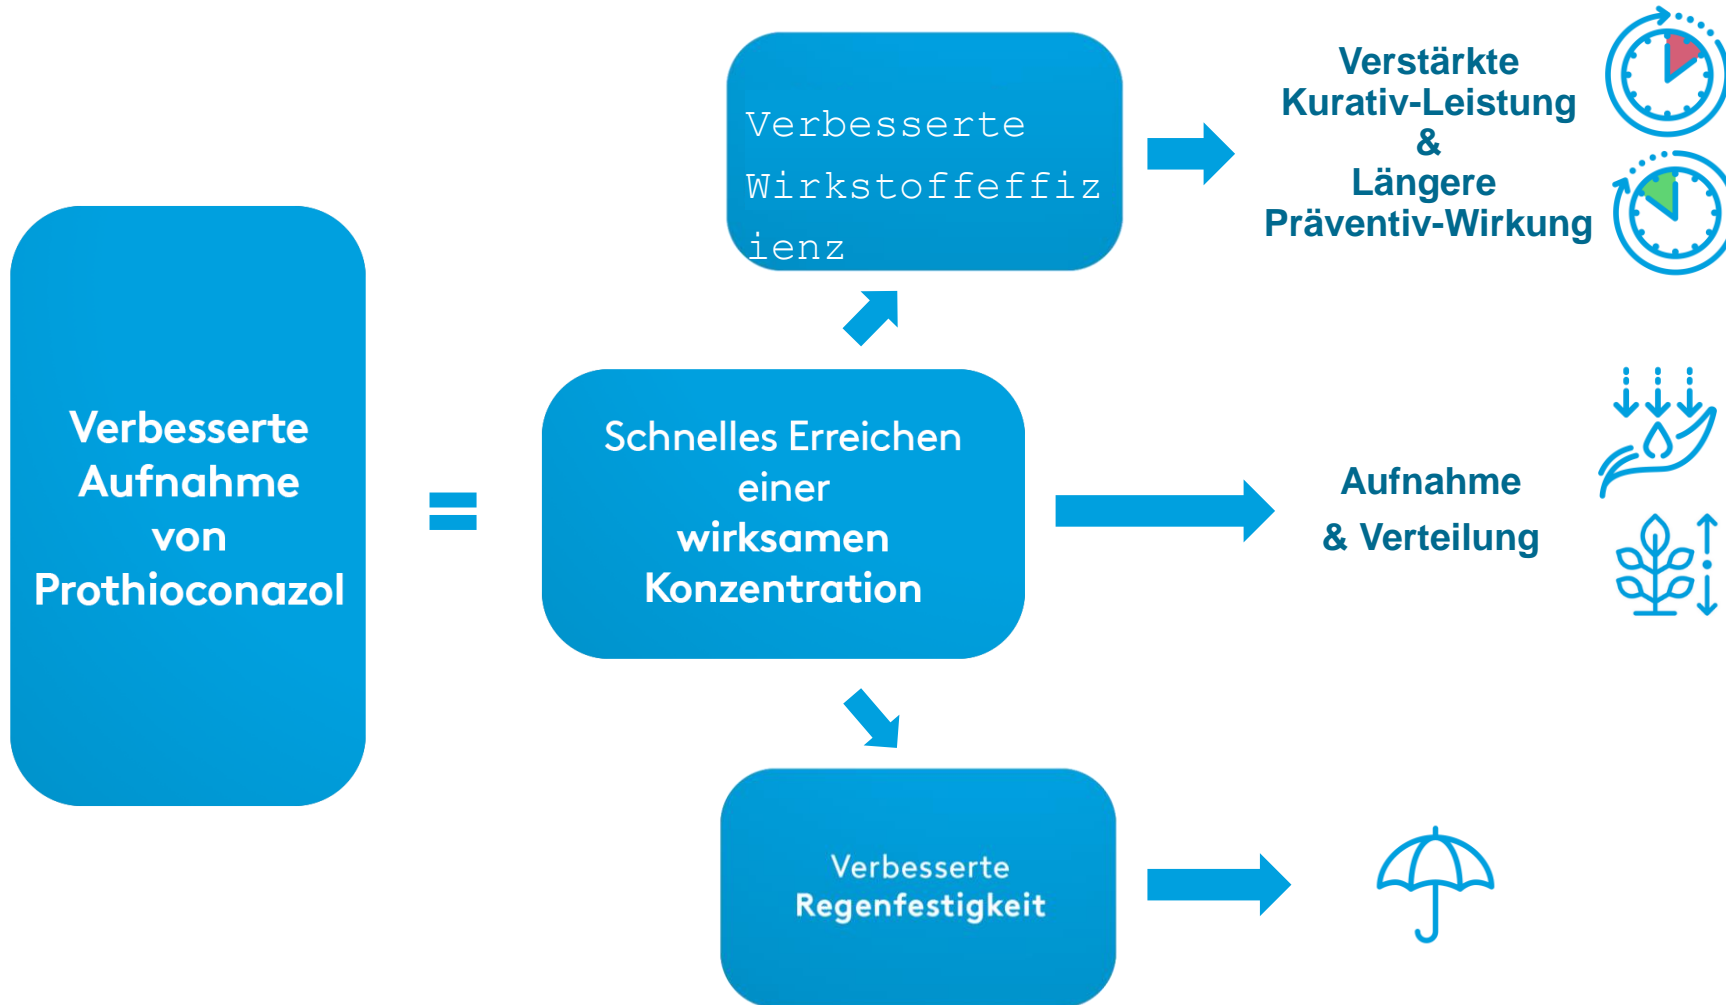 Verbesserte
Aufnahme
von
Prothioconazol
=
Schnelles Erreichen
einer
wirksamen
Konzentration
Verbesserte
Wirkstoffeffiz
ienz
Verstärkte
Kurativ-Leistung
&
Längere
Präventiv-Wirkung
Aufnahme
& Verteilung
Verbesserte
Regenfestigkeit